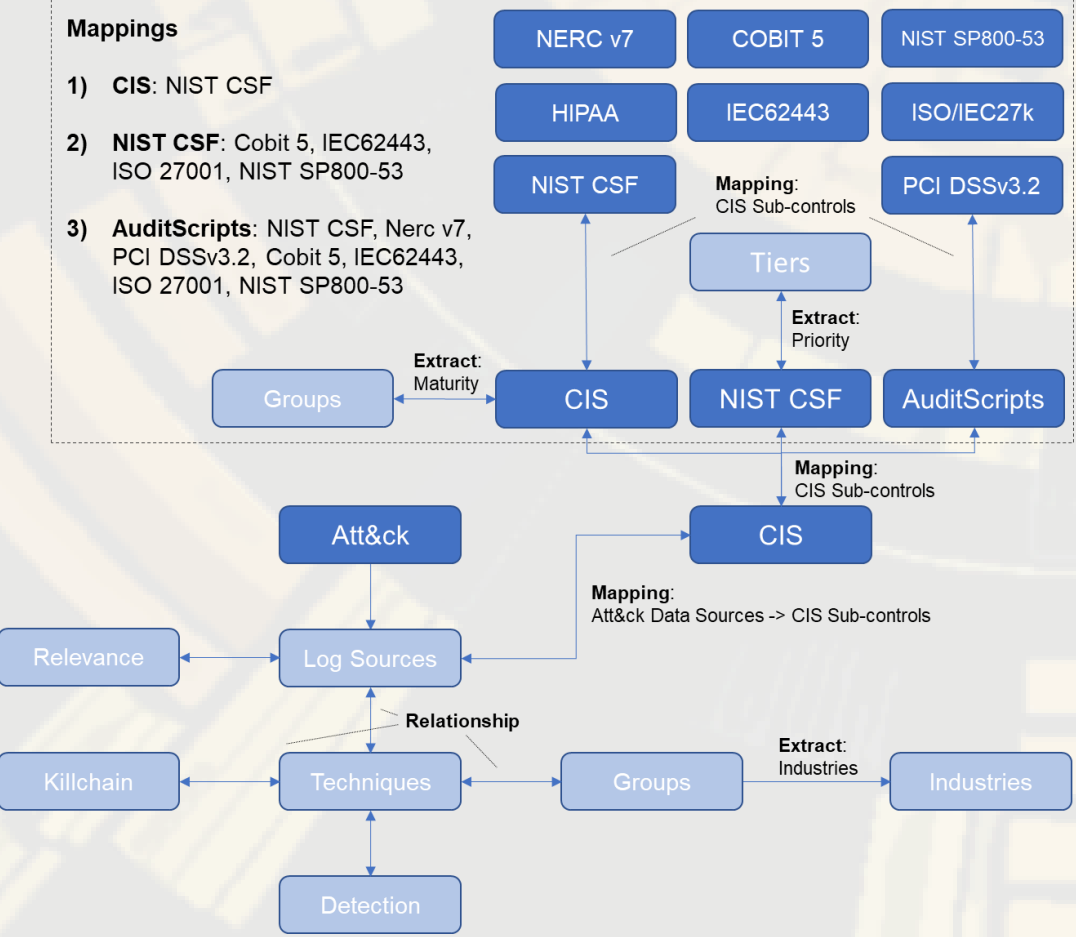 Mappings
1) CIS: NIST CSF
2) NIST CSF: Cobit 5, IEC62443,
ISO 27001, NIST SP800-53
3) AuditScripts: NIST CSF, Nerc v7,
PCI DSSv3.2, Cobit 5, IEC62443,
ISO 27001, NIST SP800-53
NERC v7
COBIT 5
NIST SP800-53
HIPAA
IEC62443
ISO/IEC27k
NIST CSF
Mapping:
CIS Sub-controls
PCI DSSv3.2
Tiers
Extract:
Priority
Extract:
Maturity
Groups
CIS
NIST CSF
AuditScripts
Mapping:
CIS Sub-controls
Att&ck
CIS
Mapping:
Att&ck Data Sources -> CIS Sub-controls
Relevance
Log Sources
Relationship
Extract:
Industries
Killchain
Techniques
Groups
Industries
Detection